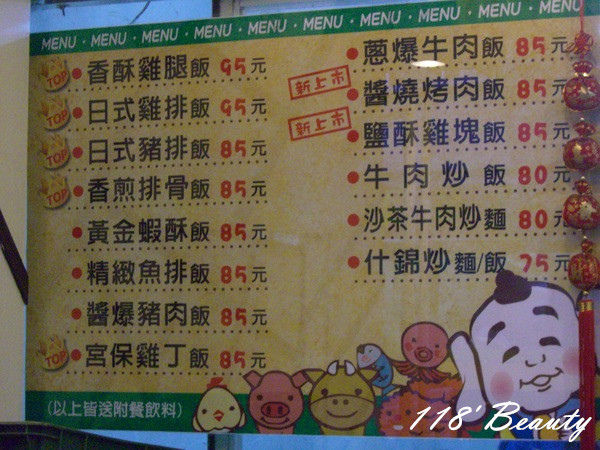 MENU · MENU · MENU · MENU · MENU · MENU · MENU · MENU · MENU · MENU · MENU
TOP 香酥雞腿飯 95元
TOP 日式雞排飯 95元
TOP 日式豬排飯 85元
TOP 香煎排骨飯 85元
黃金蝦酥飯 85元
精緻魚排飯 85元
醬爆豬肉飯 85元
TOP 宮保雞丁飯 85元
(以上皆送附餐飲料)
蔥爆牛肉飯 85元
新上市 醬燒烤肉飯 85元
新上市 鹽酥雞塊飯 85元
牛肉炒飯 80元
沙茶牛肉炒麵 80元
什錦炒麵/飯 75元
118' Beauty